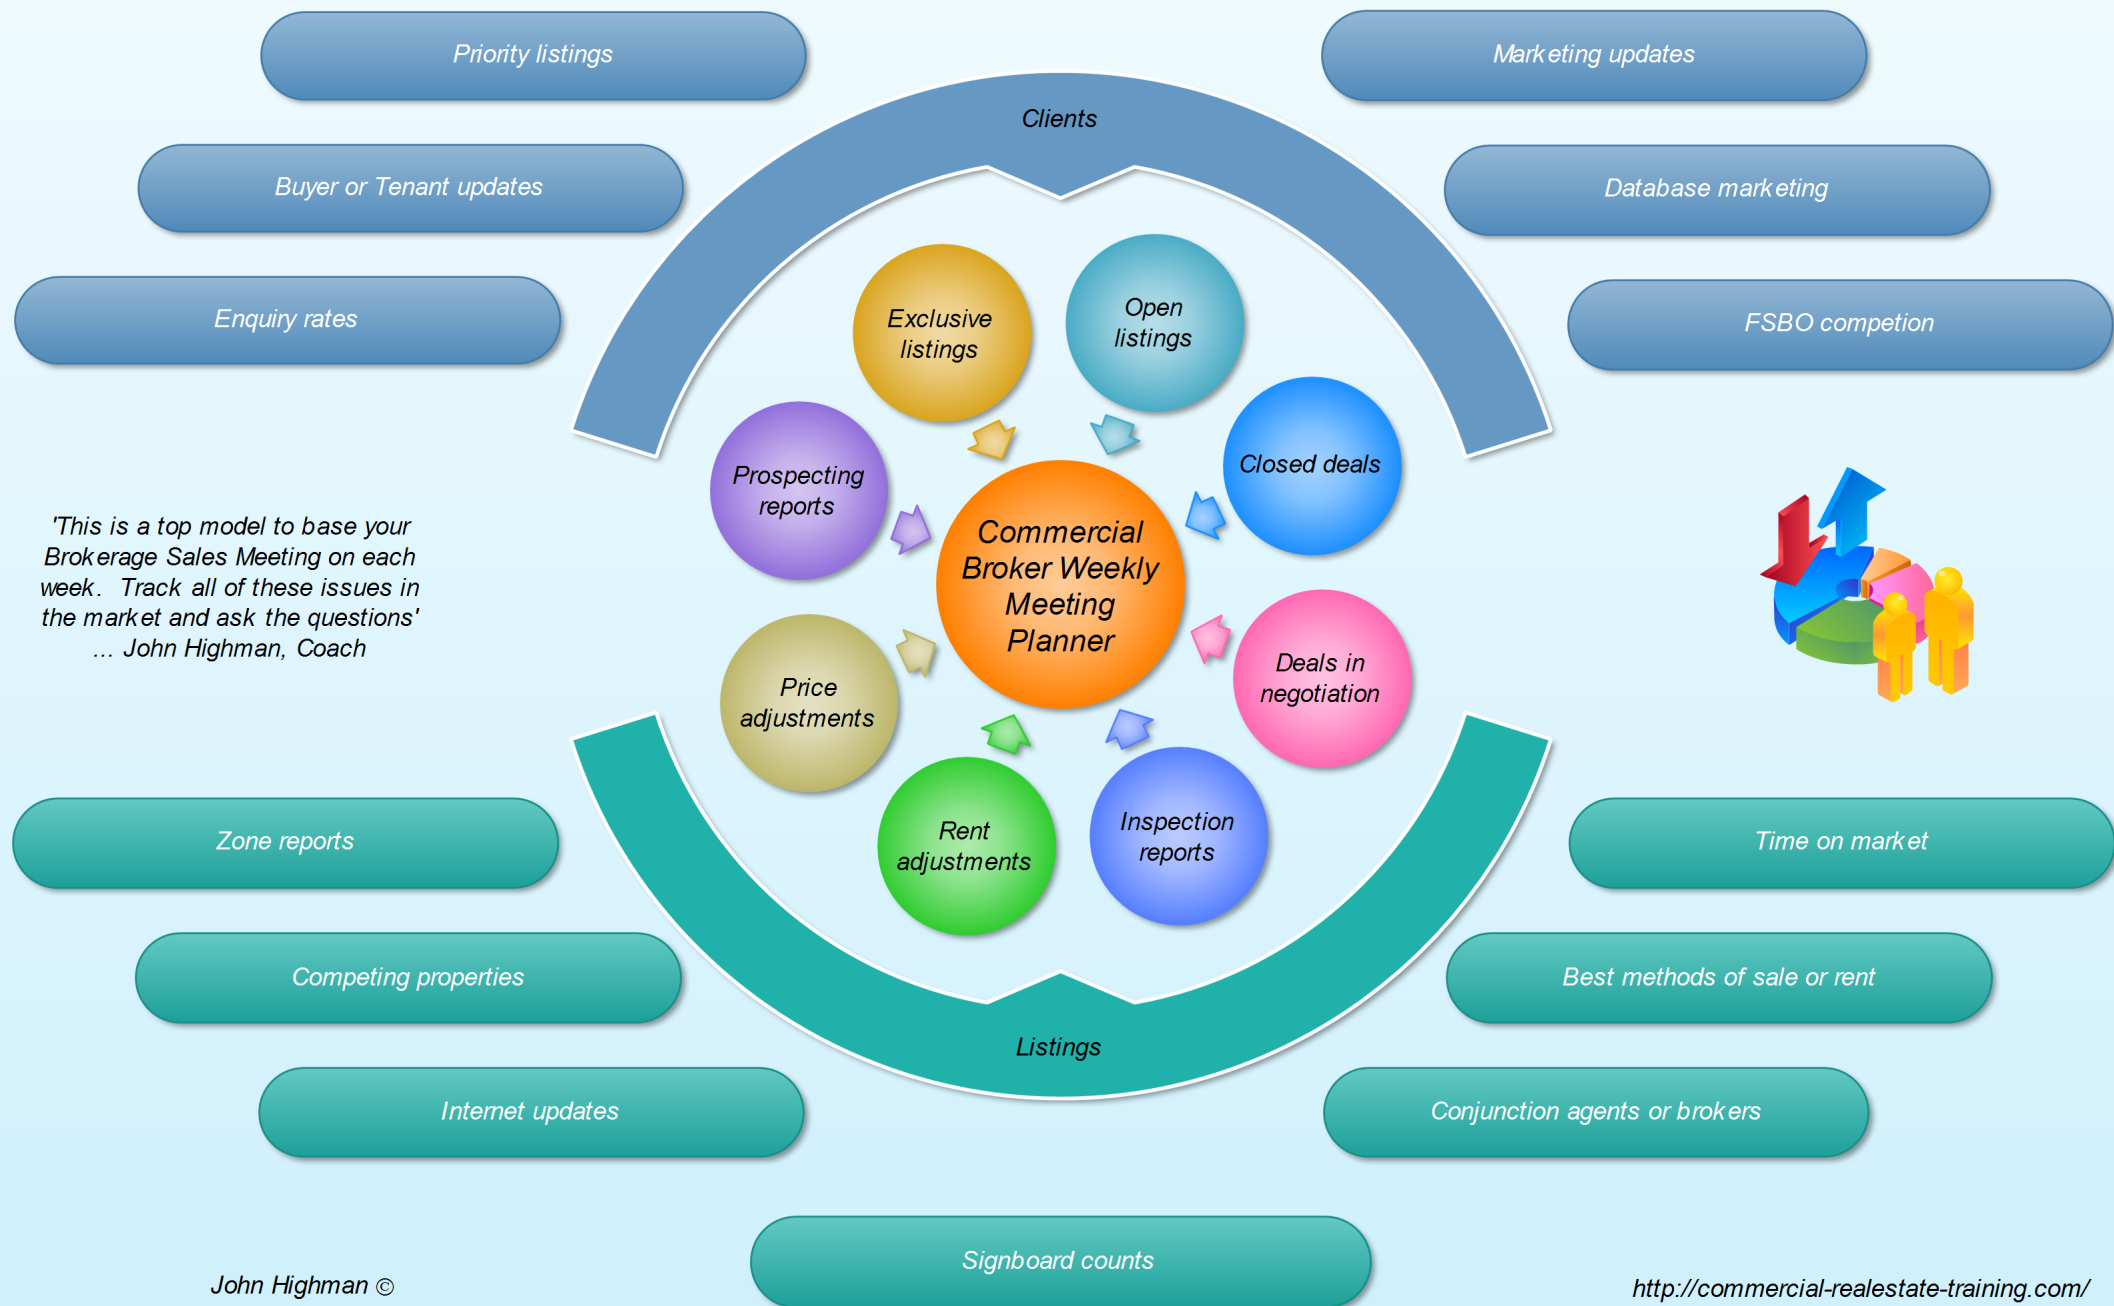 Priority listings
Marketing updates
Clients
Buyer or Tenant updates
Database marketing
Enquiry rates
FSBO competion
Exclusive
listings
Open
listings
Prospecting
reports
Closed deals
Commercial
Broker Weekly
Meeting
Planner
'This is a top model to base your
Brokerage Sales Meeting on each
week.  Track all of these issues in
the market and ask the questions'
... John Highman, Coach
Price
adjustments
Deals in
negotiation
Rent
adjustments
Inspection
reports
Zone reports
Time on market
Competing properties
Best methods of sale or rent
Listings
Internet updates
Conjunction agents or brokers
Signboard counts
John Highman ©
http://commercial-realestate-training.com/